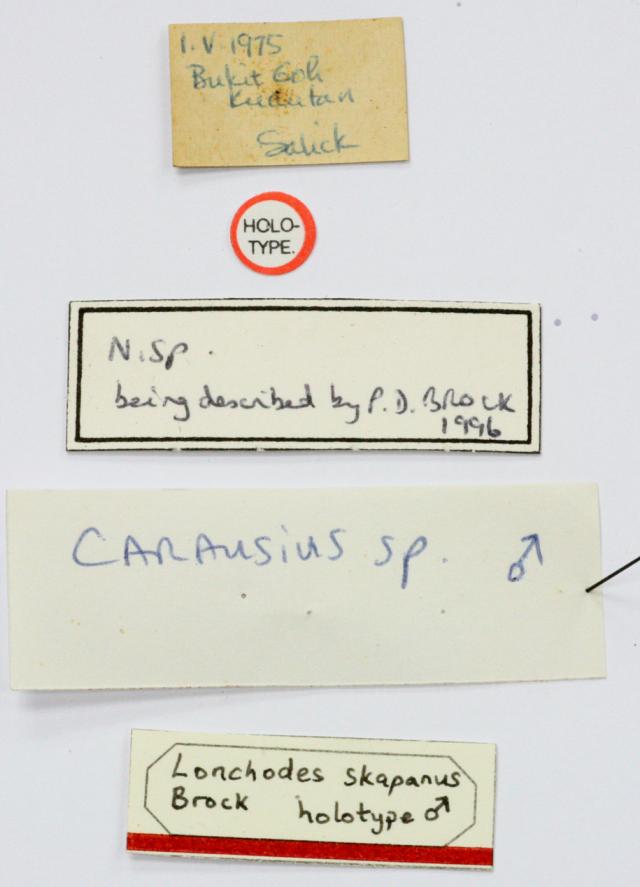 1.V.1975
Bukit Goh
Kuantan
Salick
HOLO-
TYPE.
N.Sp.
being described by P.D. BROCK
1996
CARAUSIUS sp. ♂
Lonchodes skapanus
Brock holotype ♂